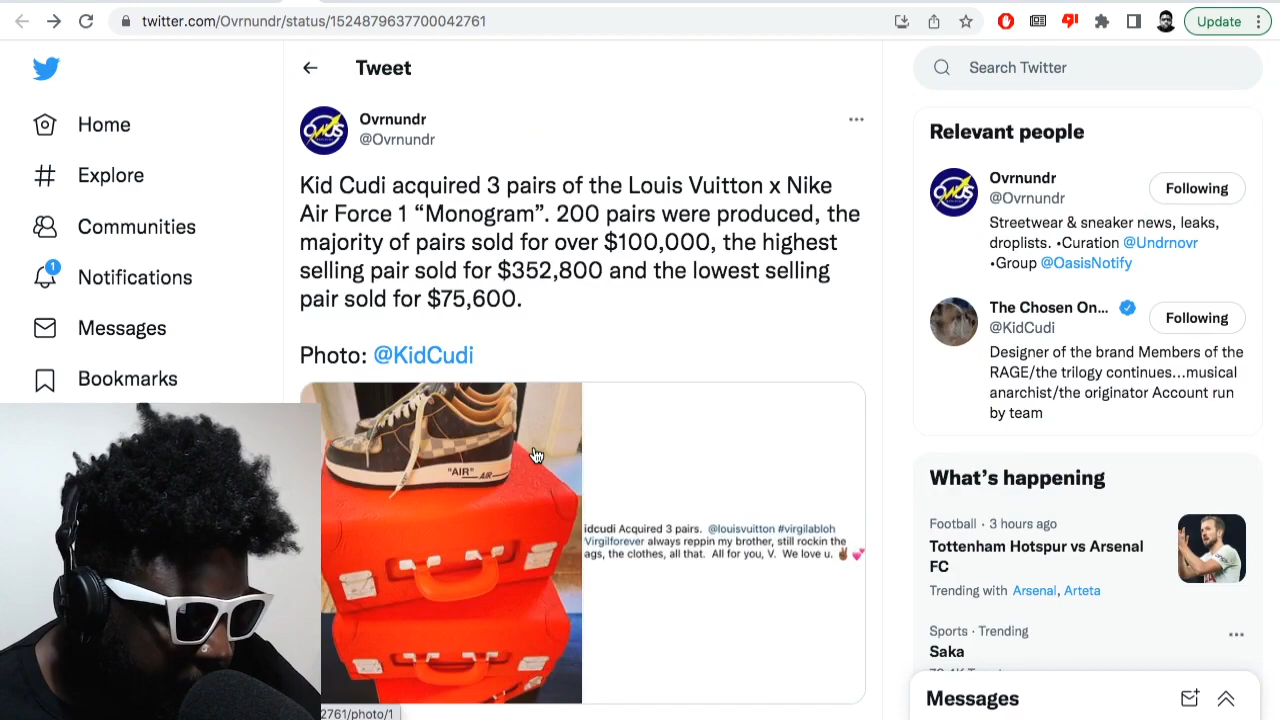 twitter.com/Ovrnundr/status/1524879637700042761
Update
Home
Explore
Communities
1
Notifications
Messages
Bookmarks
Tweet
Ovrnundr
@Ovrnundr
Kid Cudi acquired 3 pairs of the Louis Vuitton x Nike
Air Force 1 “Monogram”. 200 pairs were produced, the
majority of pairs sold for over $100,000, the highest
selling pair sold for $352,800 and the lowest selling
pair sold for $75,600.
Photo: @KidCudi
"AIR" AIR
idcudi Acquired 3 pairs. @louisvuitton #virgilabloh
Virgilforever always reppin my brother, still rockin the
ags, the clothes, all that. All for you, V. We love u. ✌🏾💕
2761/photo/1
Search Twitter
Relevant people
Ovrnundr
@Ovrnundr
Following
Streetwear & sneaker news, leaks,
droplists. •Curation @Undrnovr
•Group @OasisNotify
The Chosen On...
@KidCudi
Following
Designer of the brand Members of the
RAGE/the trilogy continues...musical
anarchist/the originator Account run
by team
What’s happening
Football · 3 hours ago
Tottenham Hotspur vs Arsenal
FC
Trending with Arsenal, Arteta
Sports · Trending
Saka
Messages